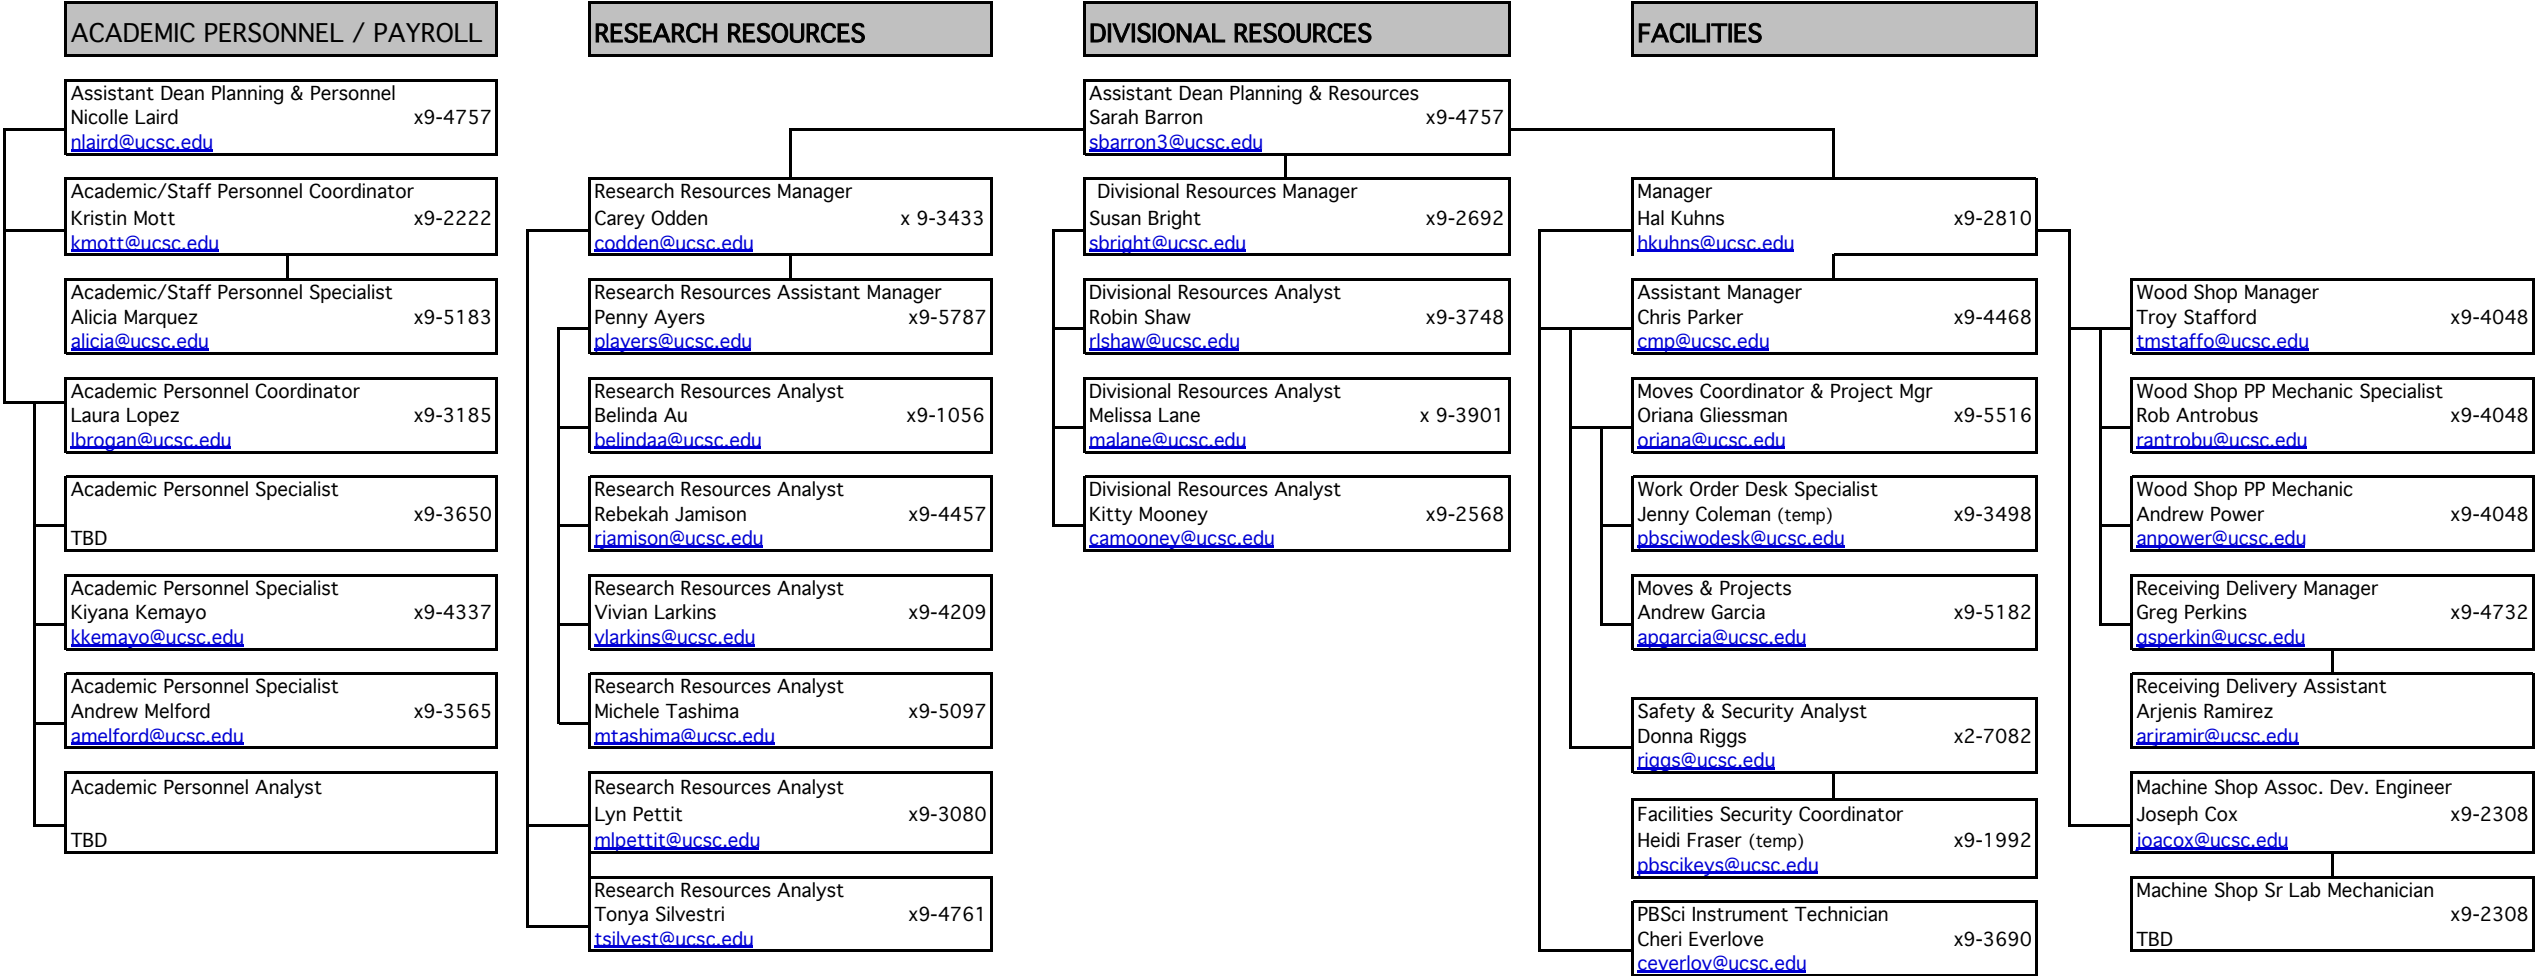 ACADEMIC PERSONNEL / PAYROLL
Assistant Dean Planning & Personnel
Nicolle Laird x9-4757
nlaird@ucsc.edu
Academic/Staff Personnel Coordinator
Kristin Mott x9-2222
kmott@ucsc.edu
Academic/Staff Personnel Specialist
Alicia Marquez x9-5183
alicia@ucsc.edu
Academic Personnel Coordinator
Laura Lopez x9-3185
lbrogan@ucsc.edu
Academic Personnel Specialist
x9-3650
TBD
Academic Personnel Specialist
Kiyana Kemayo x9-4337
kkemayo@ucsc.edu
Academic Personnel Specialist
Andrew Melford x9-3565
amelford@ucsc.edu
Academic Personnel Analyst
TBD
RESEARCH RESOURCES
Research Resources Manager
Carey Odden x 9-3433
codden@ucsc.edu
Research Resources Assistant Manager
Penny Ayers x9-5787
players@ucsc.edu
Research Resources Analyst
Belinda Au x9-1056
belindaa@ucsc.edu
Research Resources Analyst
Rebekah Jamison x9-4457
rjamison@ucsc.edu
Research Resources Analyst
Vivian Larkins x9-4209
vlarkins@ucsc.edu
Research Resources Analyst
Michele Tashima x9-5097
mtashima@ucsc.edu
Research Resources Analyst
Lyn Pettit x9-3080
mlpettit@ucsc.edu
Research Resources Analyst
Tonya Silvestri x9-4761
tsilvest@ucsc.edu
DIVISIONAL RESOURCES
Assistant Dean Planning & Resources
Sarah Barron x9-4757
sbarron3@ucsc.edu
Divisional Resources Manager
Susan Bright x9-2692
sbright@ucsc.edu
Divisional Resources Analyst
Robin Shaw x9-3748
rlshaw@ucsc.edu
Divisional Resources Analyst
Melissa Lane x 9-3901
malane@ucsc.edu
Divisional Resources Analyst
Kitty Mooney x9-2568
camooney@ucsc.edu
FACILITIES
Manager
Hal Kuhns x9-2810
hkuhns@ucsc.edu
Assistant Manager
Chris Parker x9-4468
cmp@ucsc.edu
Moves Coordinator & Project Mgr
Oriana Gliessman x9-5516
oriana@ucsc.edu
Work Order Desk Specialist
Jenny Coleman (temp) x9-3498
pbsciwodesk@ucsc.edu
Moves & Projects
Andrew Garcia x9-5182
apgarcia@ucsc.edu
Safety & Security Analyst
Donna Riggs x2-7082
riggs@ucsc.edu
Facilities Security Coordinator
Heidi Fraser (temp) x9-1992
pbscikeys@ucsc.edu
PBSci Instrument Technician
Cheri Everlove x9-3690
ceverlov@ucsc.edu
Wood Shop Manager
Troy Stafford x9-4048
tmstaffo@ucsc.edu
Wood Shop PP Mechanic Specialist
Rob Antrobus x9-4048
rantrobu@ucsc.edu
Wood Shop PP Mechanic
Andrew Power x9-4048
anpower@ucsc.edu
Receiving Delivery Manager
Greg Perkins x9-4732
gsperkin@ucsc.edu
Receiving Delivery Assistant
Arjenis Ramirez
arjramir@ucsc.edu
Machine Shop Assoc. Dev. Engineer
Joseph Cox x9-2308
joacox@ucsc.edu
Machine Shop Sr Lab Mechanician
x9-2308
TBD